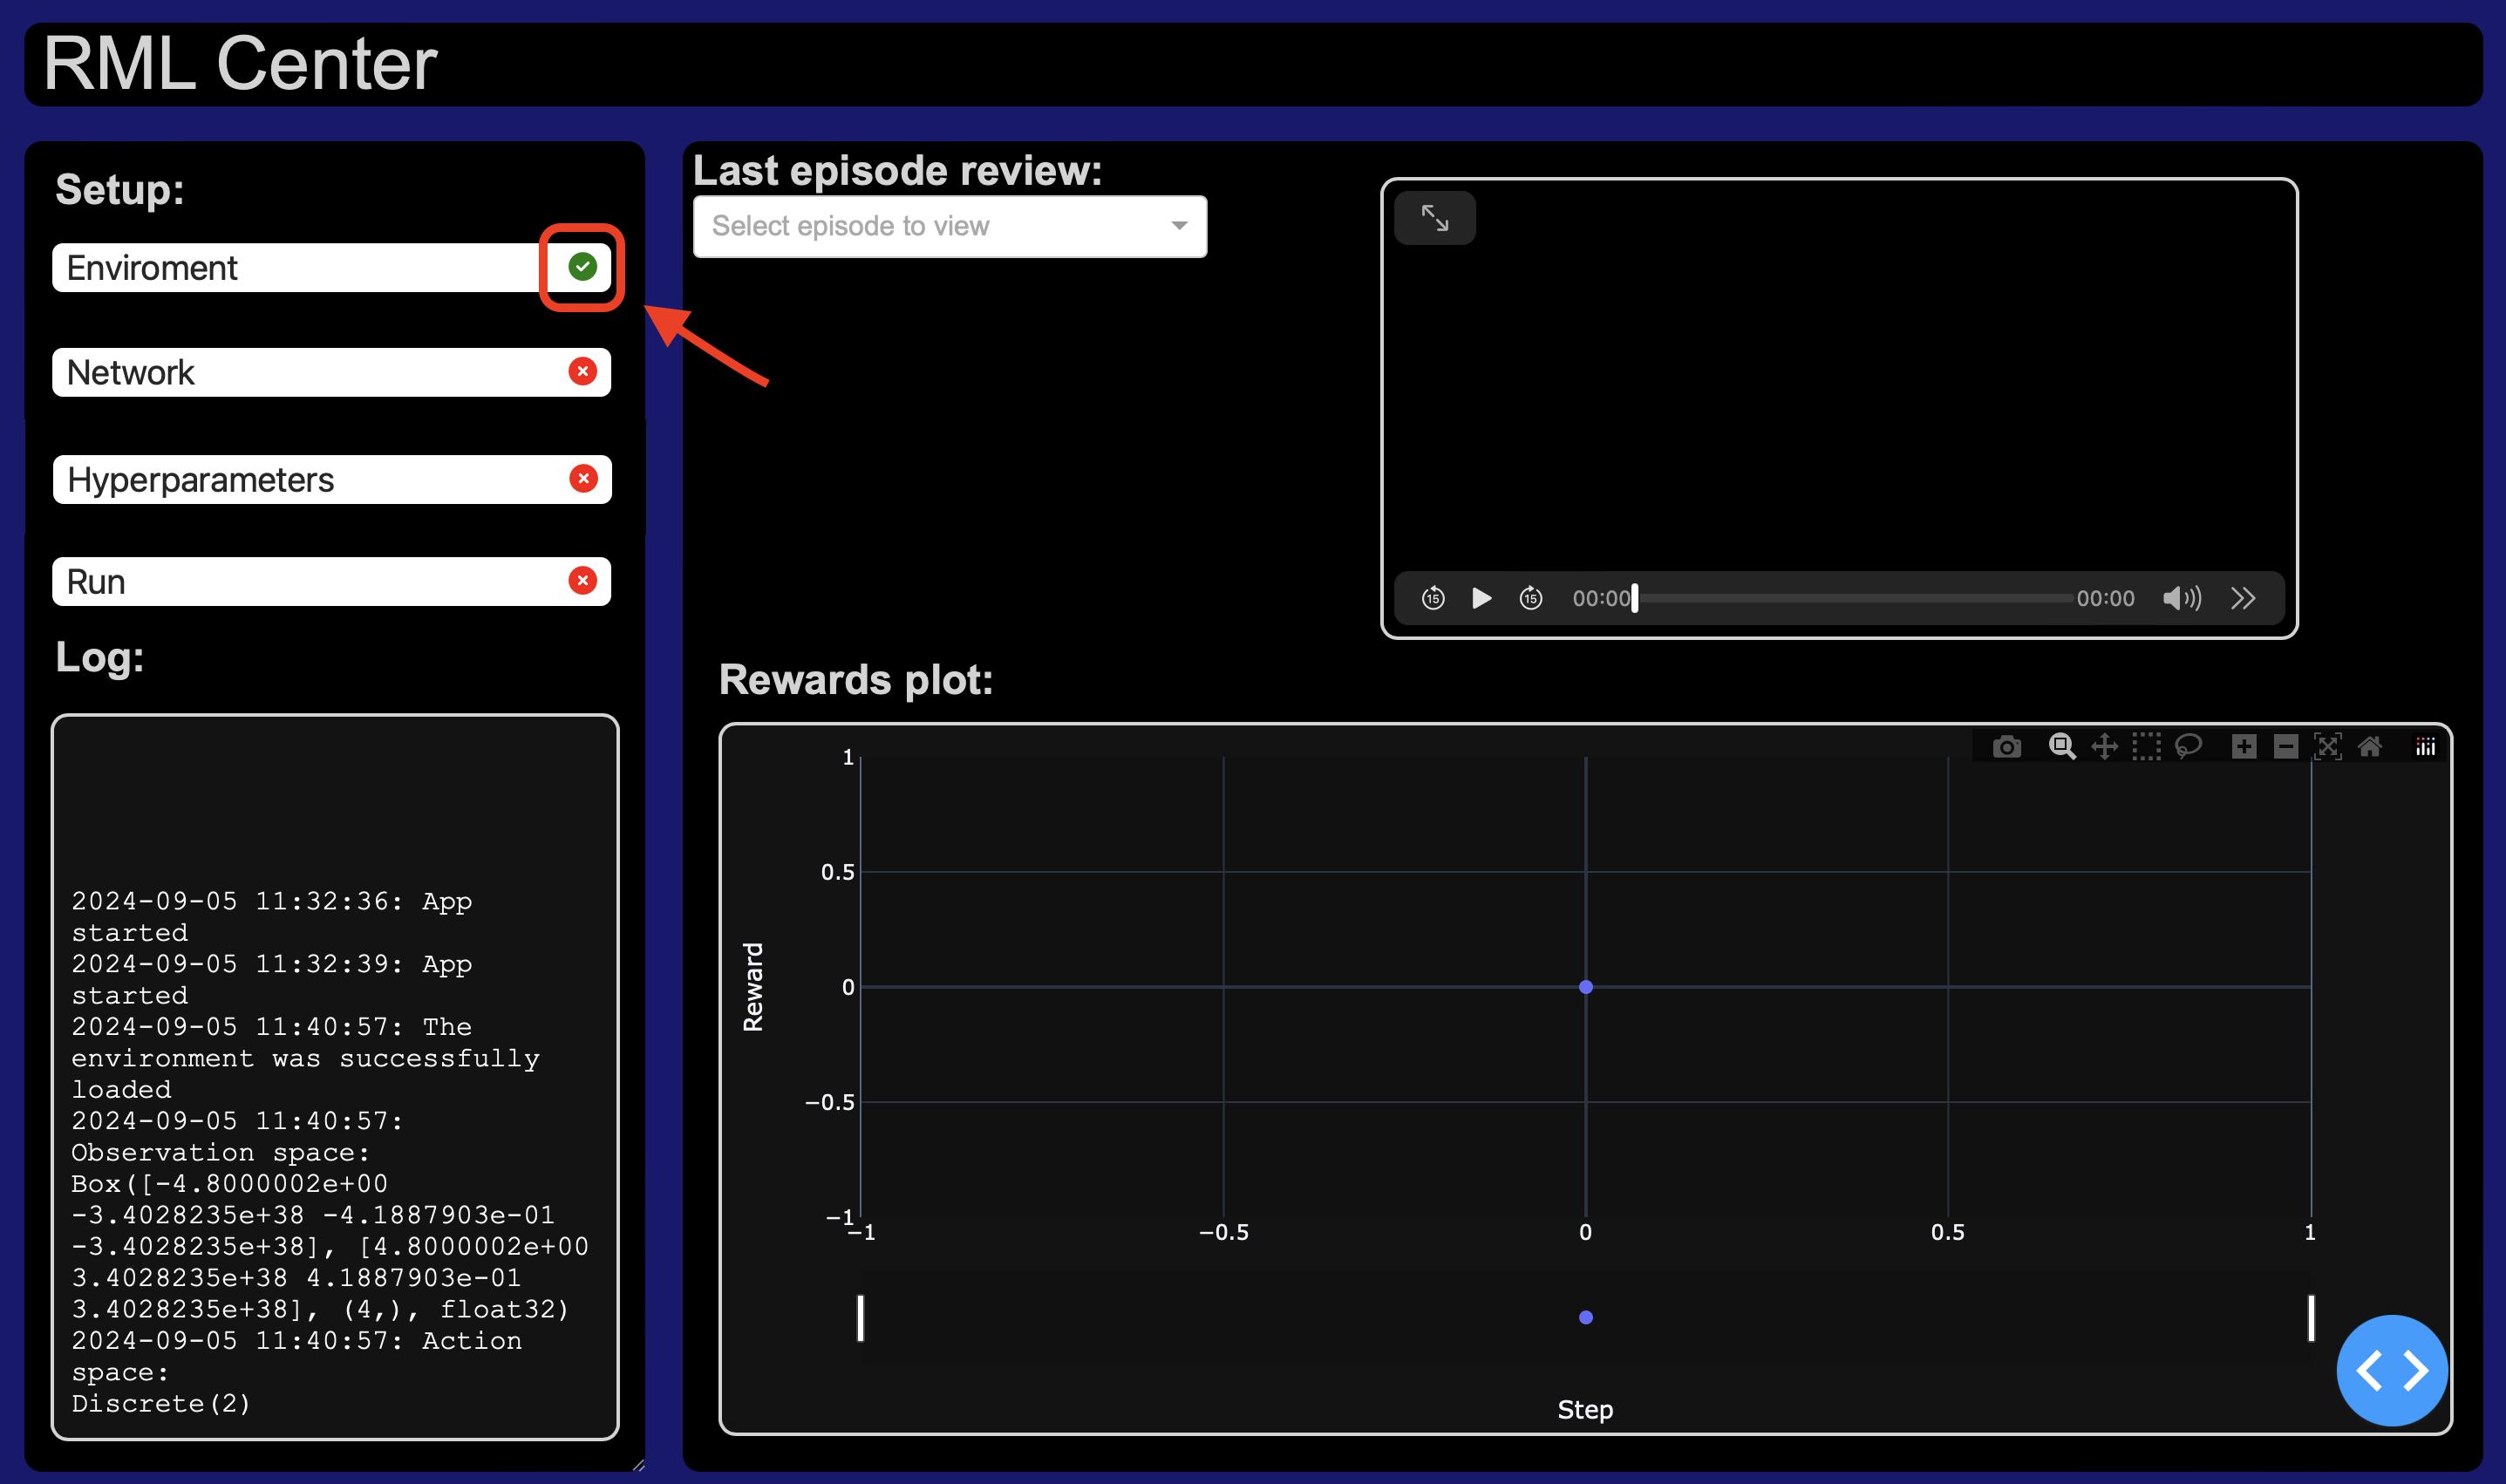 RML Center
Setup:
Enviroment
Network
Hyperparameters
Run
Log:
2024-09-05 11:32:36: App
started
2024-09-05 11:32:39: App
started
2024-09-05 11:40:57: The
environment was successfully
loaded
2024-09-05 11:40:57:
Observation space:
Box([-4.8000002e+00
-3.4028235e+38 -4.1887903e-01
-3.4028235e+38], [4.8000002e+00
3.4028235e+38 4.1887903e-01
3.4028235e+38], (4,), float32)
2024-09-05 11:40:57: Action
space:
Discrete(2)
Last episode review:
Select episode to view
15
15
00:00
00:00
Rewards plot:
1
0.5
0
−0.5
−1
Reward
−1
−0.5
0
0.5
1
Step